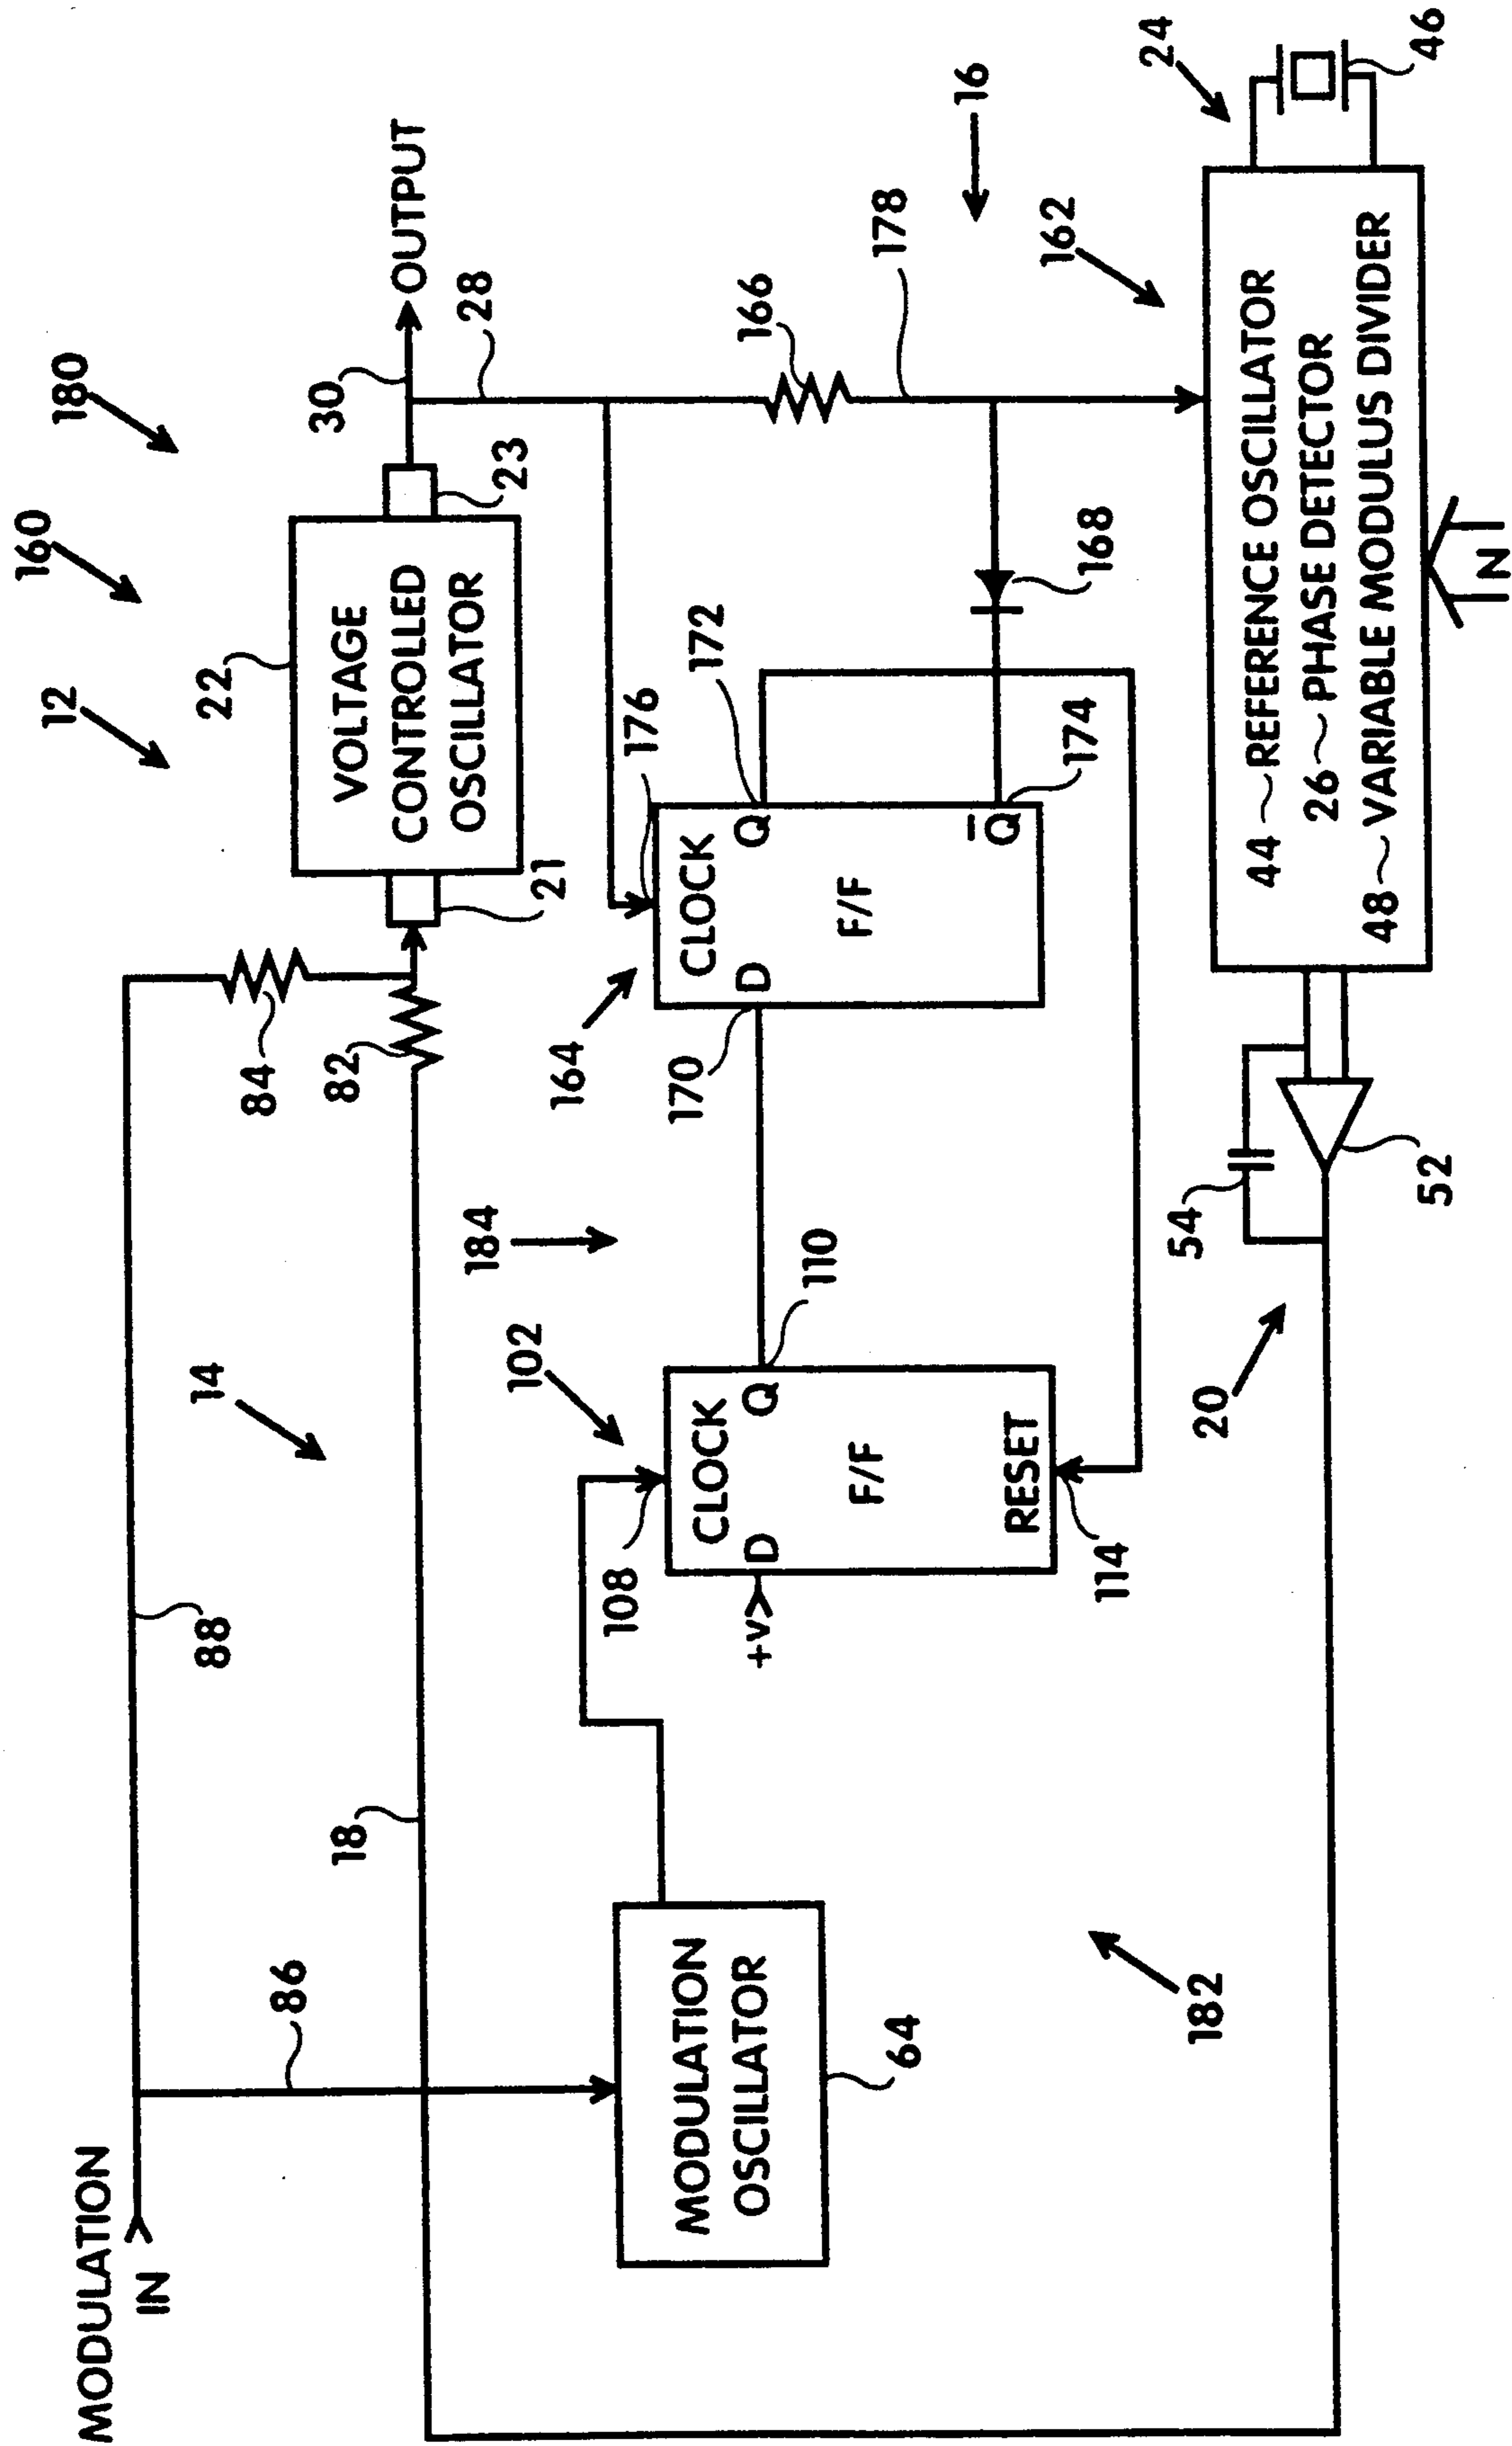 180
160
12
22
VOLTAGE
CONTROLLED
OSCILLATOR
21
23
30
OUTPUT
28
MODULATION
IN
88
86
14
84
82
18
184
164
176
CLOCK
D
Q
F/F
Q̅
170
172
174
166
178
16
168
162
24
46
102
108
CLOCK
D
Q
F/F
RESET
+V
110
114
MODULATION
OSCILLATOR
64
182
20
54
52
44~REFERENCE OSCILLATOR
26~PHASE DETECTOR
48~VARIABLE MODULUS DIVIDER
N